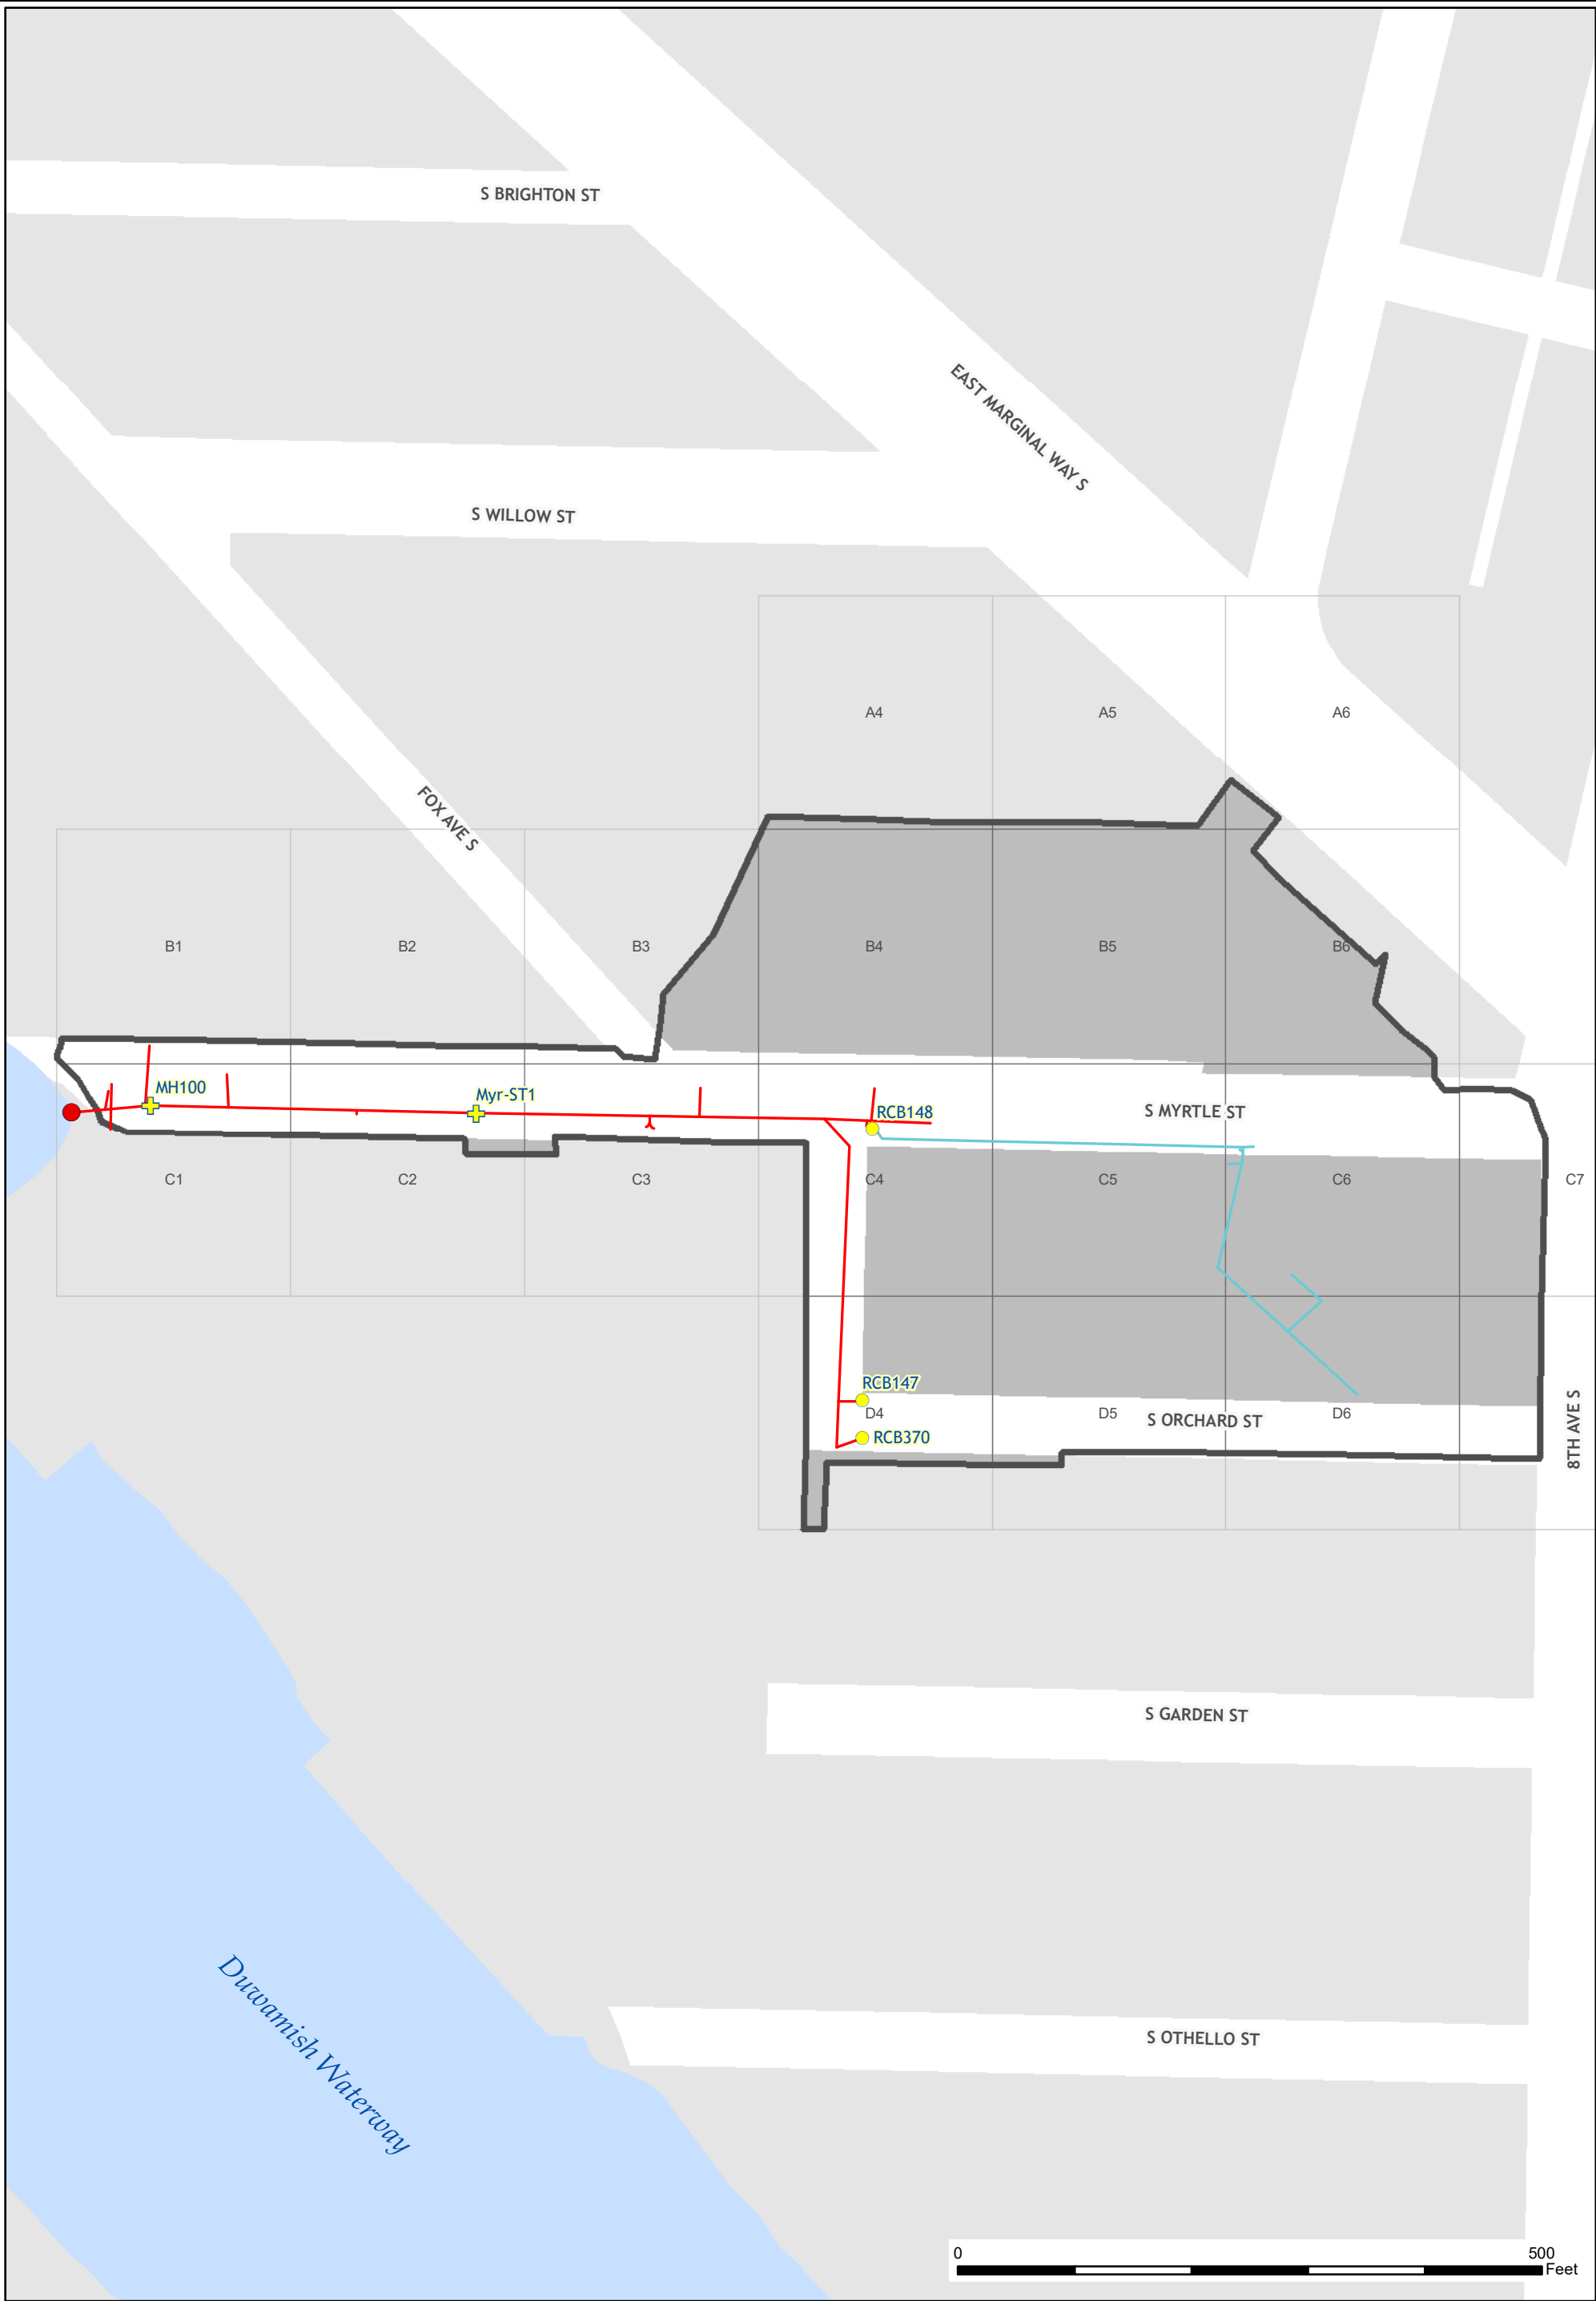 S BRIGHTON ST
EAST MARGINAL WAY S
S WILLOW ST
A4
A5
A6
FOX AVE S
B1
B2
B3
B4
B5
B6
MH100
Myr-ST1
RCB148
S MYRTLE ST
C1
C2
C3
C4
C5
C6
C7
RCB147
D4
D5
S ORCHARD ST
D6
RCB370
8TH AVE S
S GARDEN ST
Duwamish Waterway
S OTHELLO ST
0
500
Feet